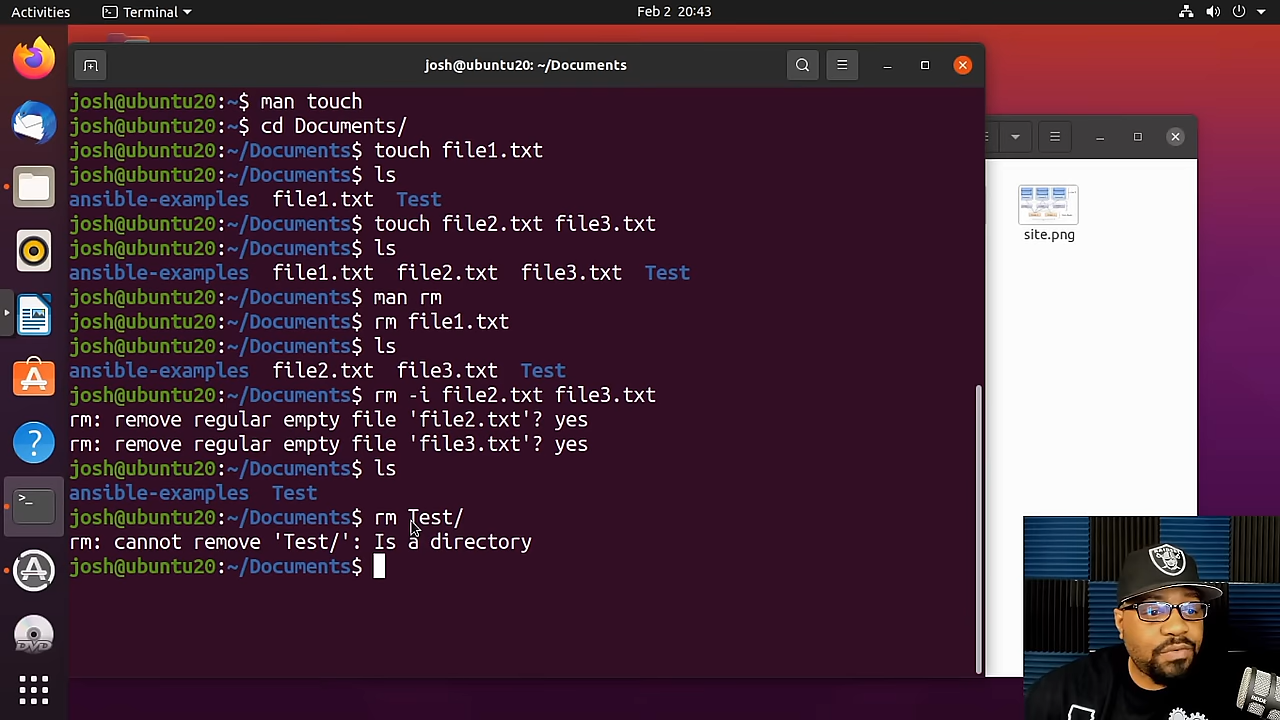 Activities
Terminal
Feb 2 20:43
josh@ubuntu20: ~/Documents
josh@ubuntu20:~$ man touch
josh@ubuntu20:~$ cd Documents/
josh@ubuntu20:~/Documents$ touch file1.txt
josh@ubuntu20:~/Documents$ ls
ansible-examples file1.txt Test
josh@ubuntu20:~/Documents$ touch file2.txt file3.txt
josh@ubuntu20:~/Documents$ ls
ansible-examples file1.txt file2.txt file3.txt Test
josh@ubuntu20:~/Documents$ man rm
josh@ubuntu20:~/Documents$ rm file1.txt
josh@ubuntu20:~/Documents$ ls
ansible-examples file2.txt file3.txt Test
josh@ubuntu20:~/Documents$ rm -i file2.txt file3.txt
rm: remove regular empty file 'file2.txt'? yes
rm: remove regular empty file 'file3.txt'? yes
josh@ubuntu20:~/Documents$ ls
ansible-examples Test
josh@ubuntu20:~/Documents$ rm Test/
rm: cannot remove 'Test/': Is a directory
josh@ubuntu20:~/Documents$
site.png
DVD
RAIDERS
RODE